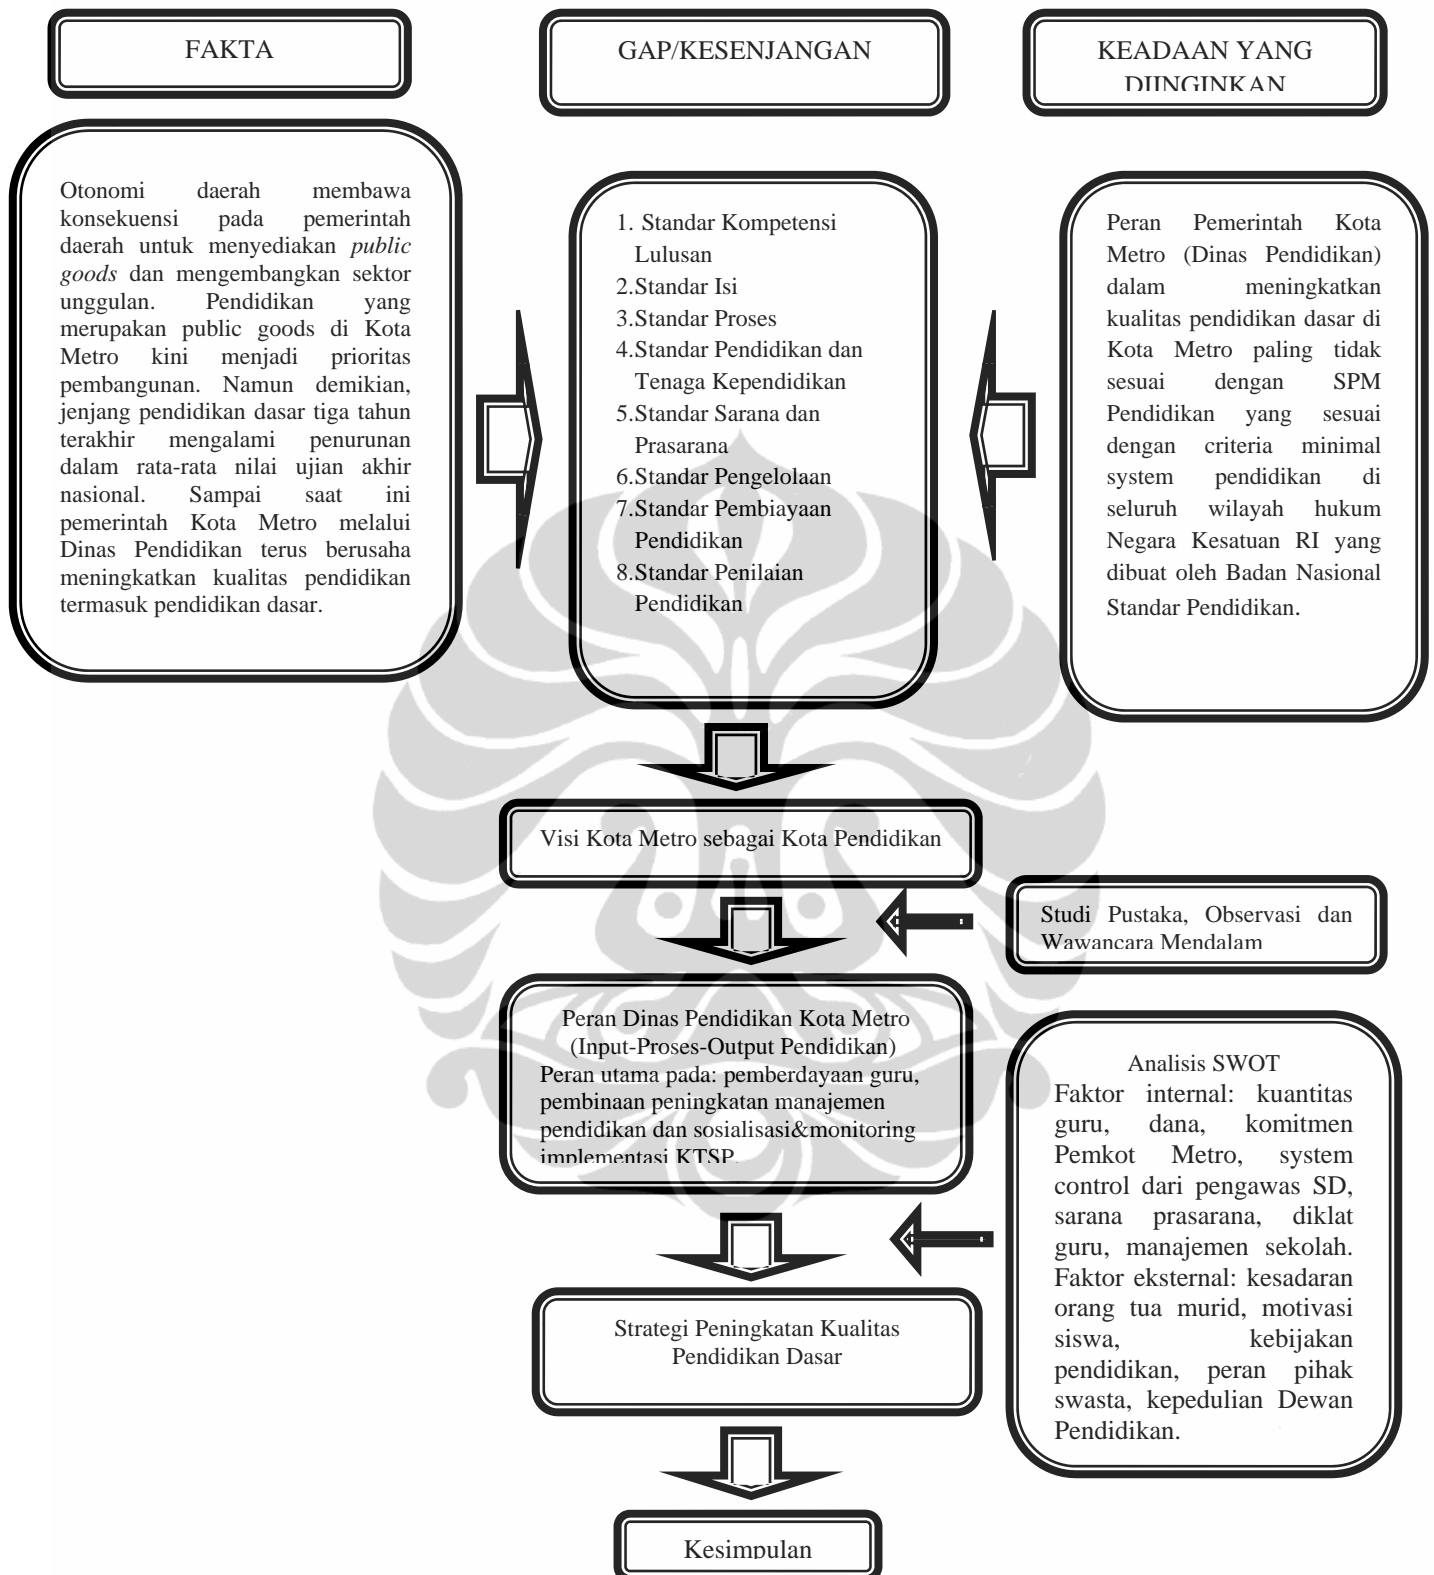 FAKTA
GAP/KESENJANGAN
KEADAAN YANG
DIINGINKAN
Otonomi daerah membawa
konsekuensi pada pemerintah
daerah untuk menyediakan public
goods dan mengembangkan sektor
unggulan. Pendidikan yang
merupakan public goods di Kota
Metro kini menjadi prioritas
pembangunan. Namun demikian,
jenjang pendidikan dasar tiga tahun
terakhir mengalami penurunan
dalam rata-rata nilai ujian akhir
nasional. Sampai saat ini
pemerintah Kota Metro melalui
Dinas Pendidikan terus berusaha
meningkatkan kualitas pendidikan
termasuk pendidikan dasar.
1. Standar Kompetensi
Lulusan
2.Standar Isi
3.Standar Proses
4.Standar Pendidikan dan
Tenaga Kependidikan
5.Standar Sarana dan
Prasarana
6.Standar Pengelolaan
7.Standar Pembiayaan
Pendidikan
8.Standar Penilaian
Pendidikan
Peran Pemerintah Kota
Metro (Dinas Pendidikan)
dalam meningkatkan
kualitas pendidikan dasar di
Kota Metro paling tidak
sesuai dengan SPM
Pendidikan yang sesuai
dengan criteria minimal
system pendidikan di
seluruh wilayah hukum
Negara Kesatuan RI yang
dibuat oleh Badan Nasional
Standar Pendidikan.
Visi Kota Metro sebagai Kota Pendidikan
Studi Pustaka, Observasi dan
Wawancara Mendalam
Peran Dinas Pendidikan Kota Metro
(Input-Proses-Output Pendidikan)
Peran utama pada: pemberdayaan guru,
pembinaan peningkatan manajemen
pendidikan dan sosialisasi&monitoring
implementasi KTSP.
Analisis SWOT
Faktor internal: kuantitas
guru, dana, komitmen
Pemkot Metro, system
control dari pengawas SD,
sarana prasarana, diklat
guru, manajemen sekolah.
Faktor eksternal: kesadaran
orang tua murid, motivasi
siswa, kebijakan
pendidikan, peran pihak
swasta, kepedulian Dewan
Pendidikan.
Strategi Peningkatan Kualitas
Pendidikan Dasar
Kesimpulan